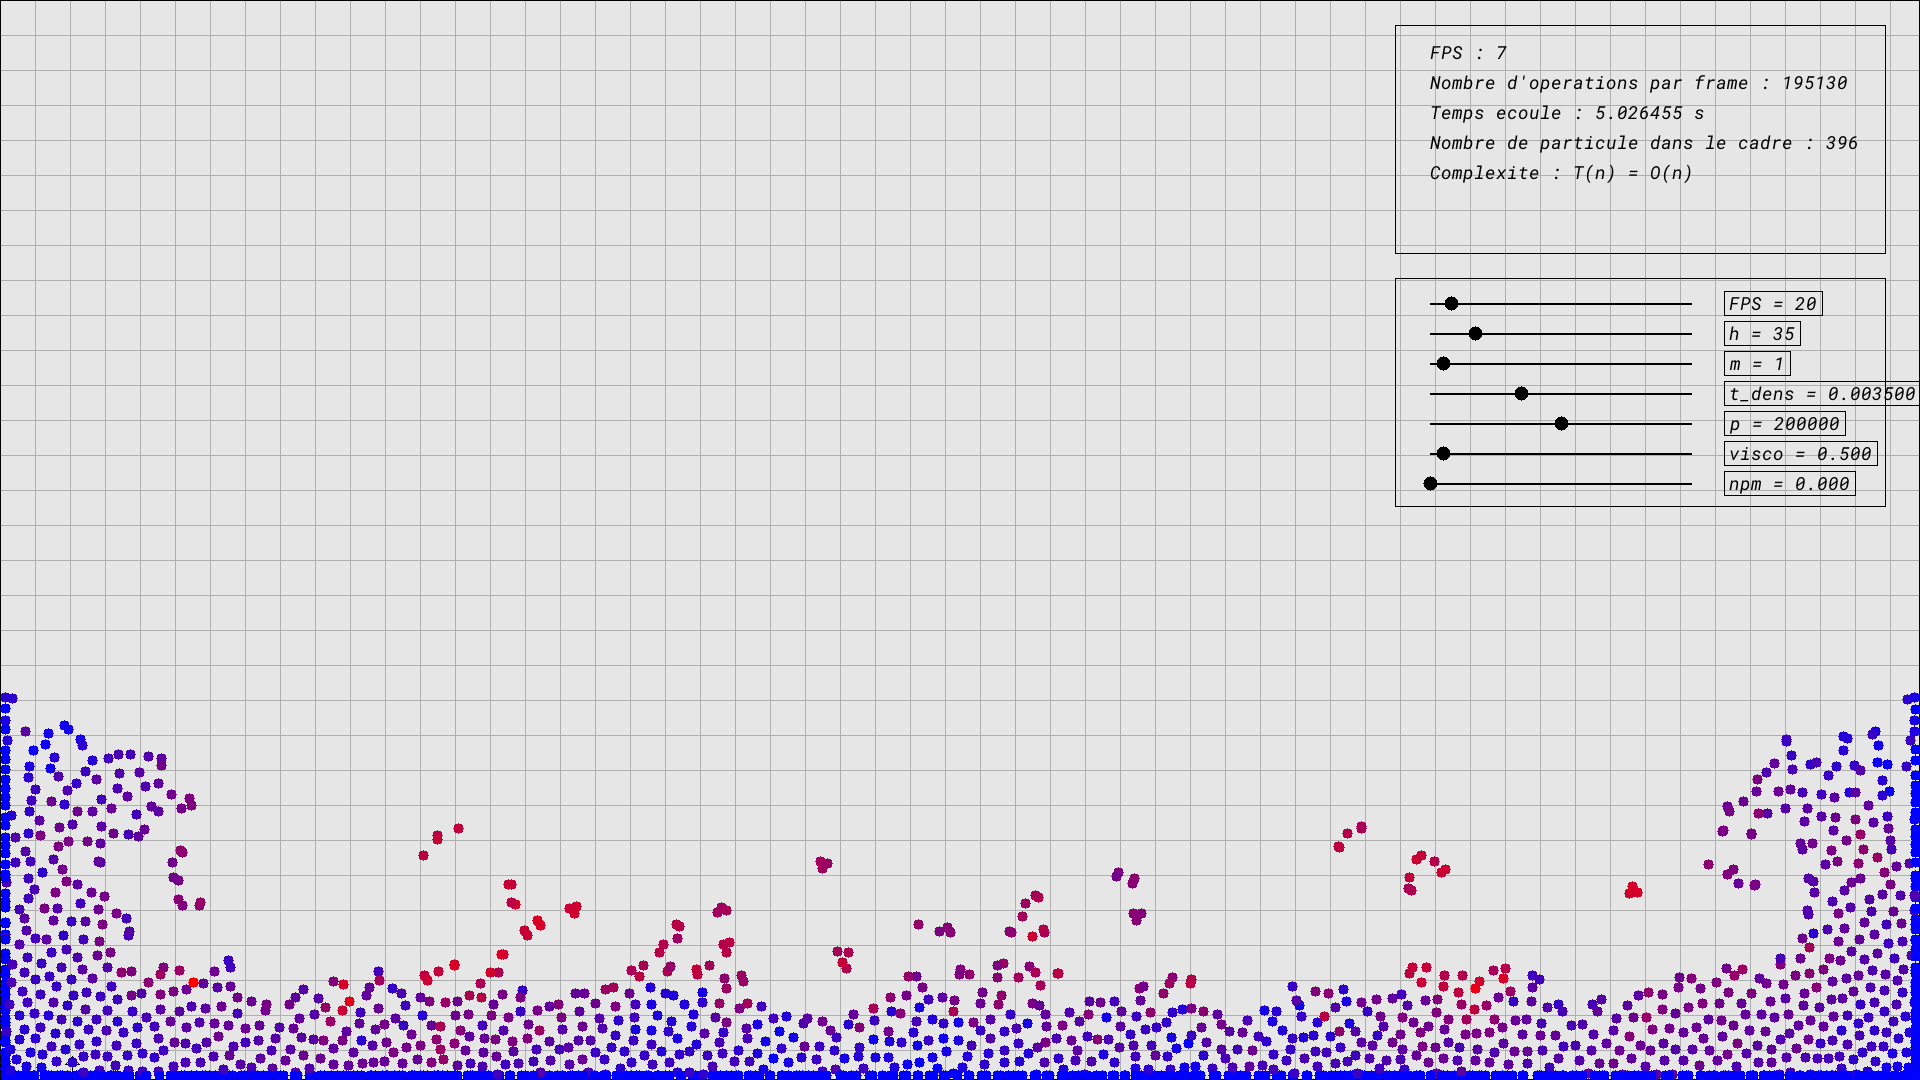 FPS : 7
Nombre d'operations par frame : 195130
Temps ecoule : 5.026455 s
Nombre de particule dans le cadre : 396
Complexite : T(n) = O(n)
FPS = 20
h = 35
m = 1
t_dens = 0.003500
p = 200000
visco = 0.500
npm = 0.000